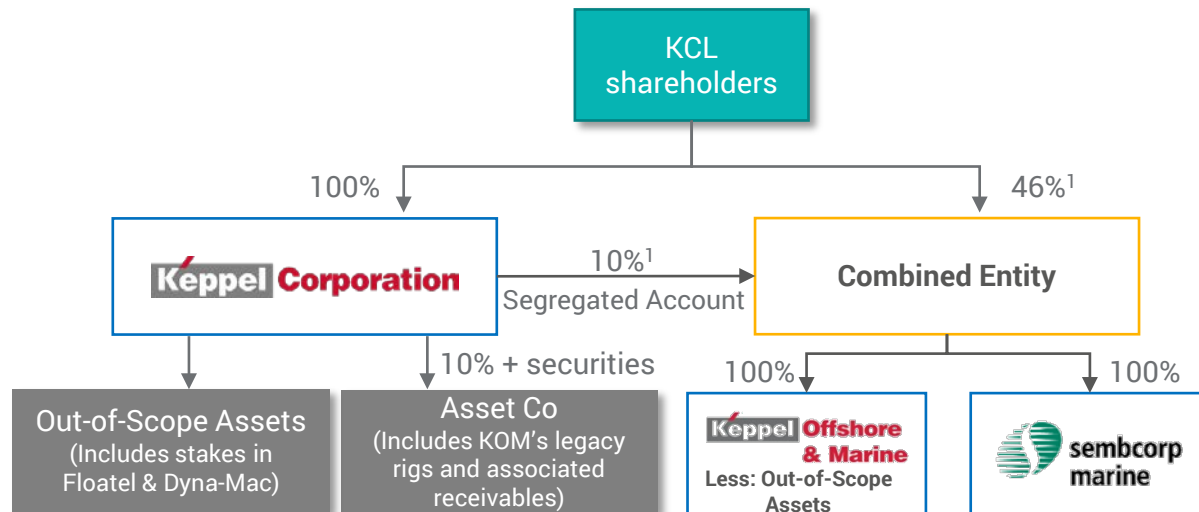 KCL
shareholders
100%
46%1
Keppel Corporation
10%1
Segregated Account
Combined Entity
10% + securities
100%
100%
Out-of-Scope Assets
(Includes stakes in
Floatel & Dyna-Mac)
Asset Co
(Includes KOM’s legacy
rigs and associated
receivables)
Keppel Offshore
& Marine
Less: Out-of-Scope
Assets
sembcorp
marine